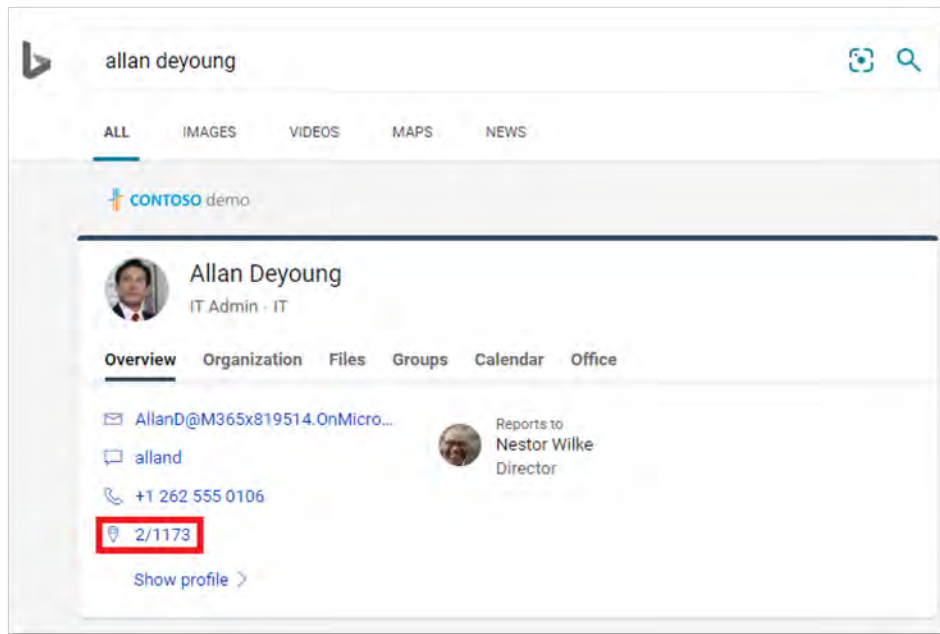 allan deyoung
ALL IMAGES VIDEOS MAPS NEWS
CONTOSO demo
Allan Deyoung
IT Admin - IT
Overview Organization Files Groups Calendar Office
AllanD@M365x819514.OnMicro...
alland
+1 262 555 0106
2/1173
Show profile >
Reports to
Nestor Wilke
Director